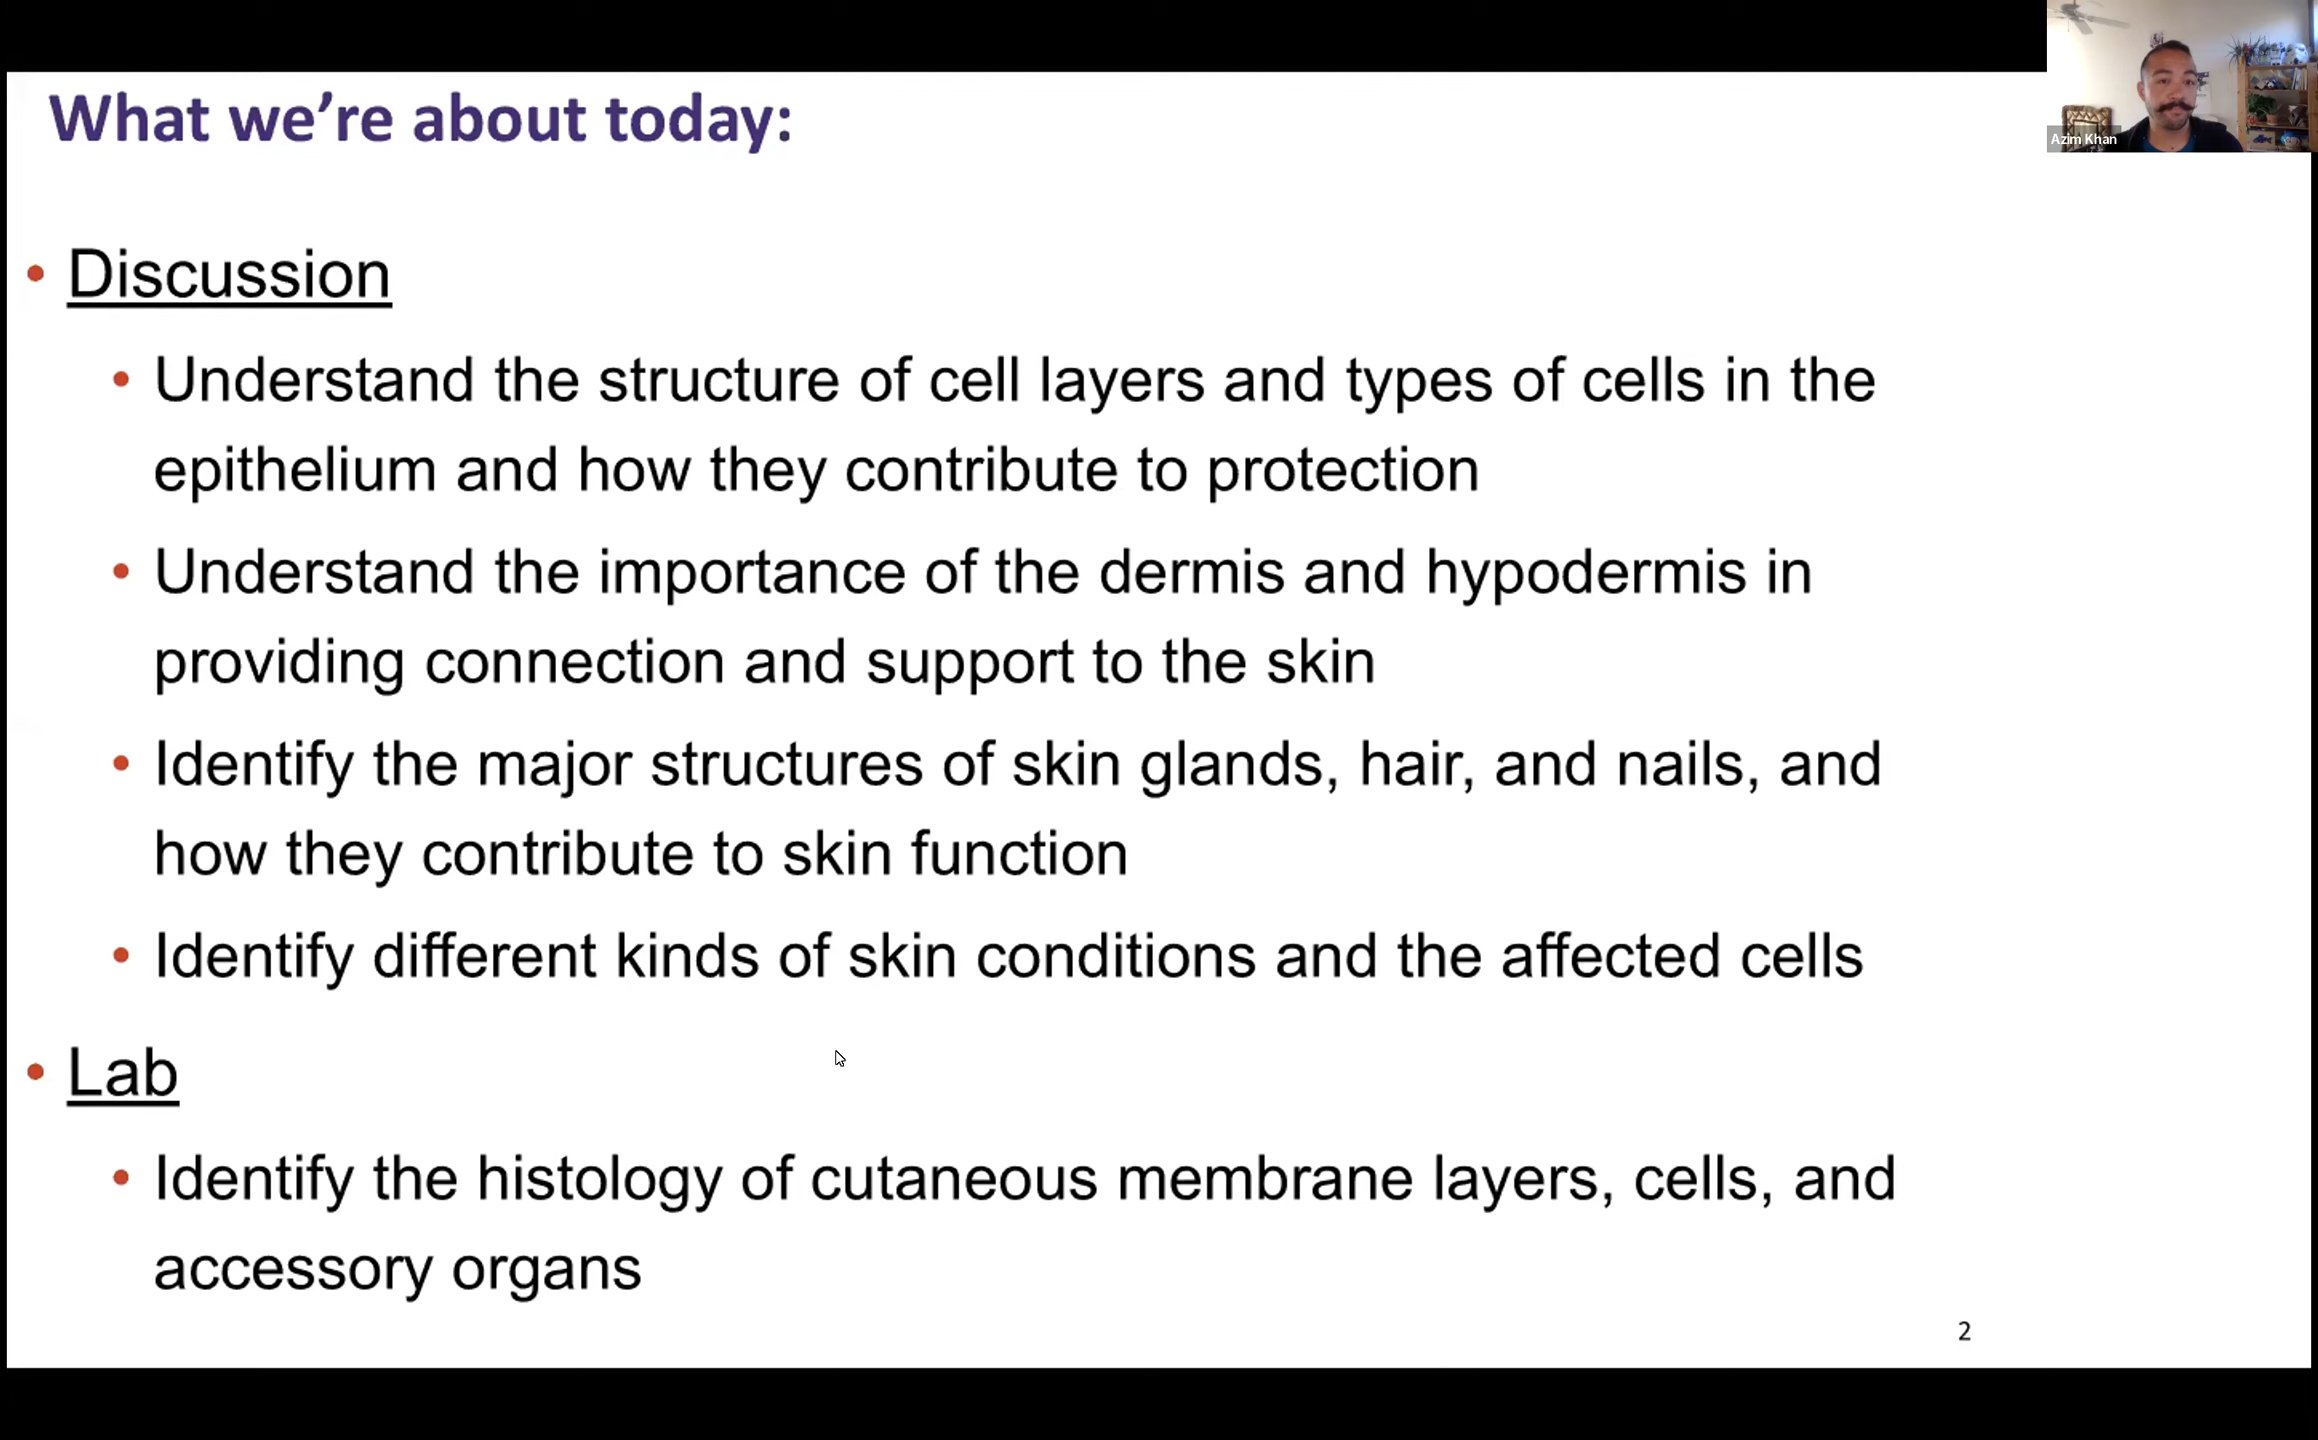 What we’re about today:
Azim Khan
• Discussion
• Understand the structure of cell layers and types of cells in the
epithelium and how they contribute to protection
• Understand the importance of the dermis and hypodermis in
providing connection and support to the skin
• Identify the major structures of skin glands, hair, and nails, and
how they contribute to skin function
• Identify different kinds of skin conditions and the affected cells
• Lab
• Identify the histology of cutaneous membrane layers, cells, and
accessory organs
2